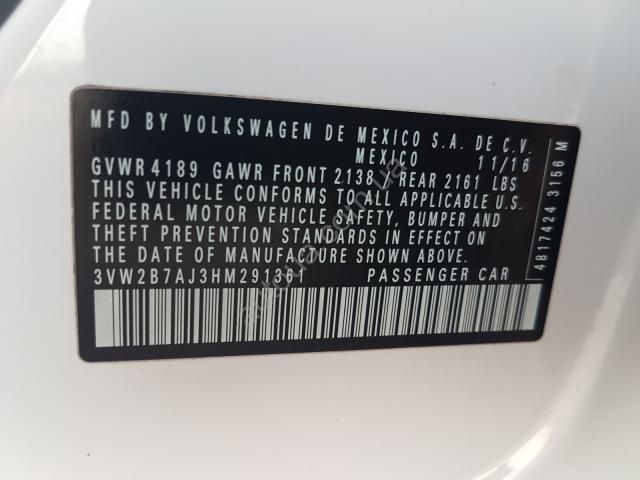 MFD BY VOLKSWAGEN DE MEXICO S.A. DE C.V.
MEXICO 11/16
GVWR 4189 GAWR FRONT 2138 REAR 2161 LBS
THIS VEHICLE CONFORMS TO ALL APPLICABLE U.S.
FEDERAL MOTOR VEHICLE SAFETY, BUMPER AND
THEFT PREVENTION STANDARDS IN EFFECT ON
THE DATE OF MANUFACTURE SHOWN ABOVE.
3VW2B7AJ3HM291361 PASSENGER CAR
4817424 3156 M